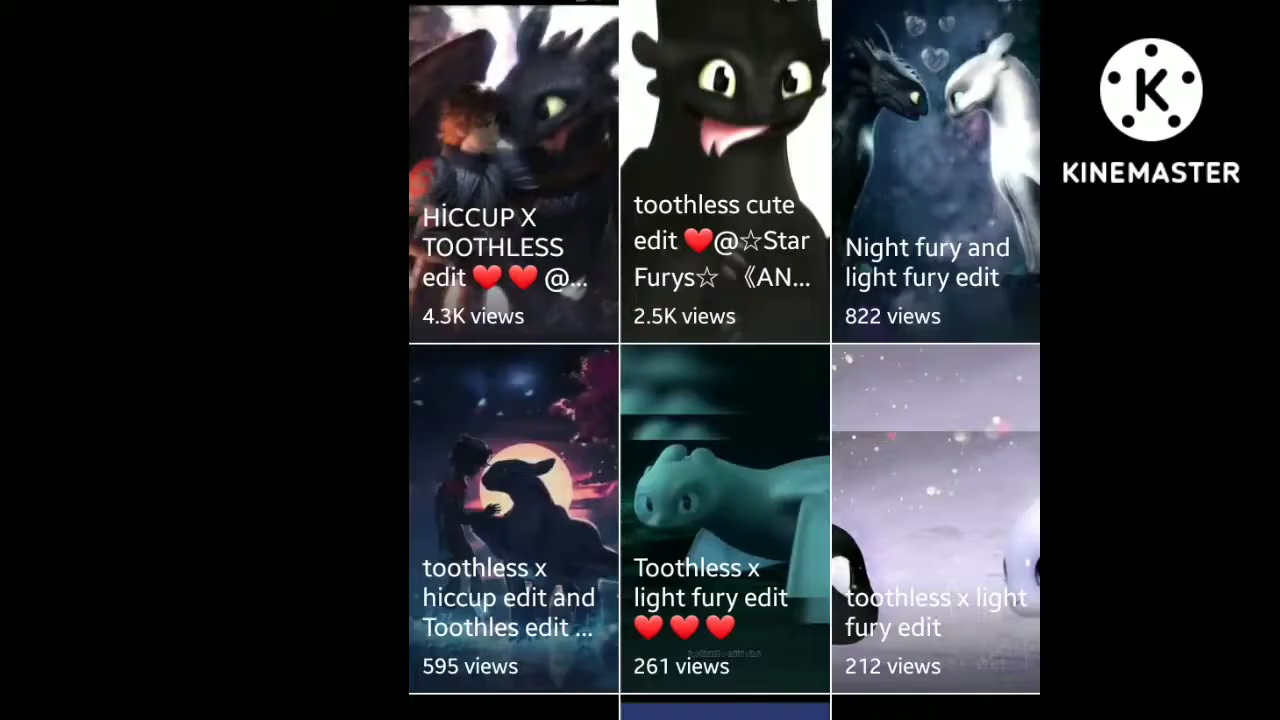 HİCCUP X
TOOTHLESS
edit ❤️ ❤️ @...
4.3K views
toothless cute
edit ❤️@☆Star
Furys☆ 《AN...
2.5K views
Night fury and
light fury edit
822 views
K
KINEMASTER
toothless x
hiccup edit and
Toothles edit ...
595 views
Toothless x
light fury edit
❤️ ❤️ ❤️
261 views
toothless x light
fury edit
212 views